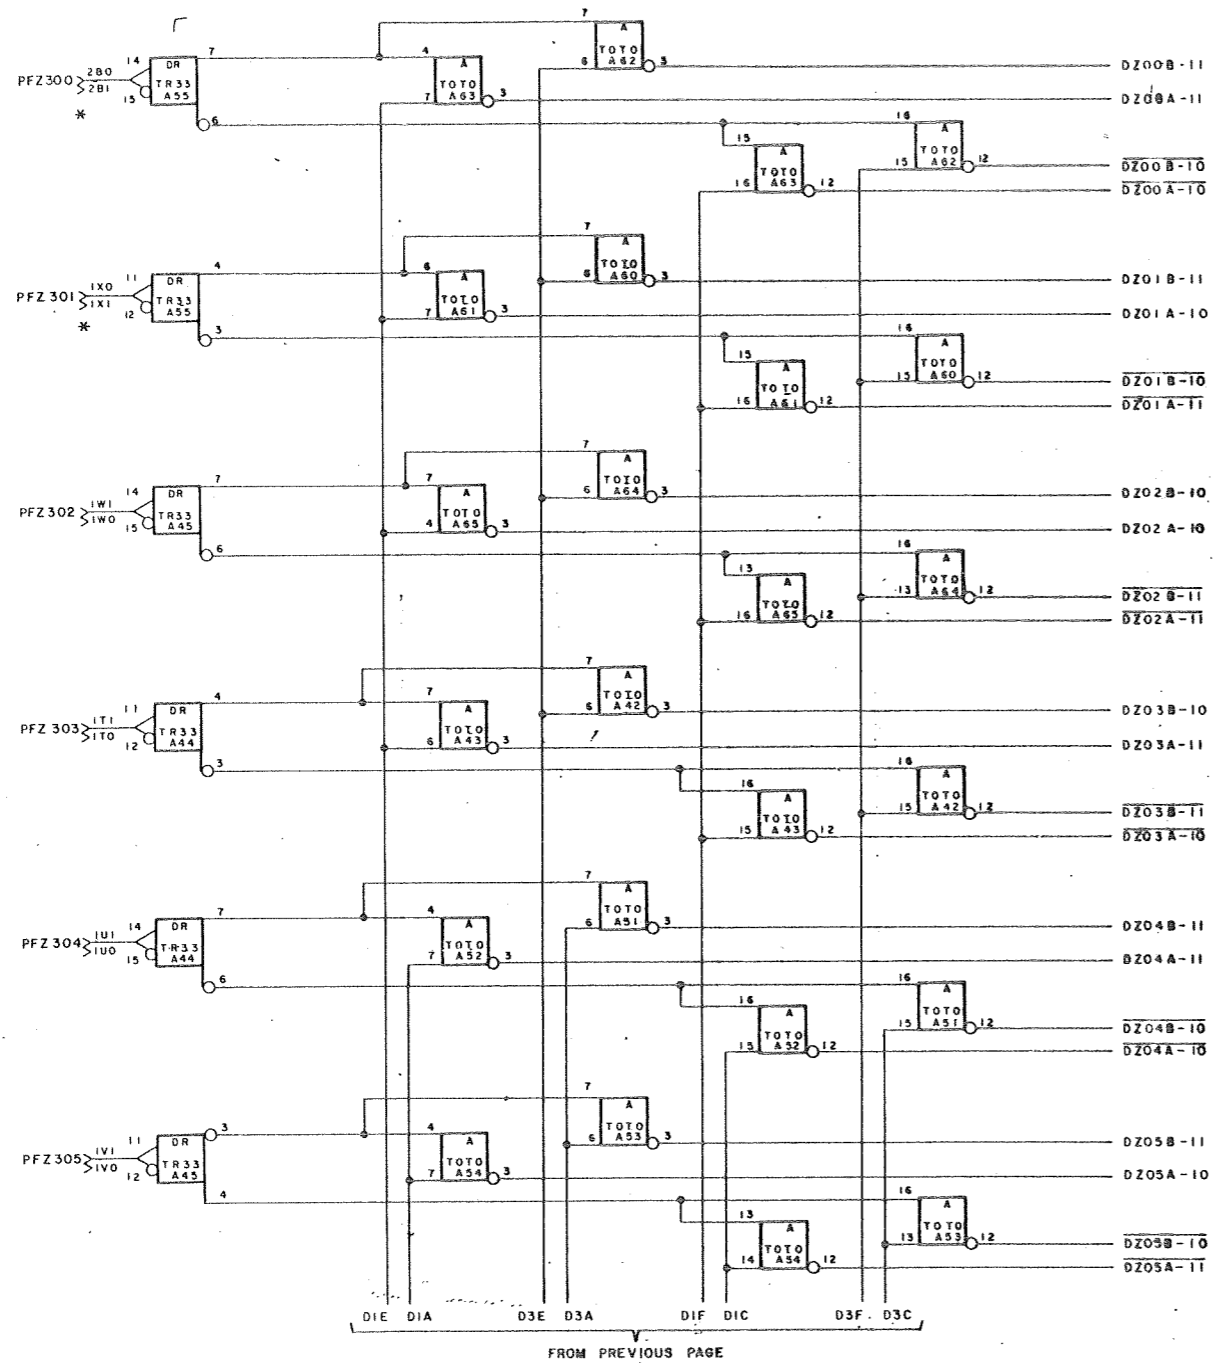 7
A
TOTO
A62
6
3
DZ00B-11
PFZ300
2B0
2B1
*
14
15
DR
TR33
A55
7
4
A
TOTO
A63
7
3
A-11
6
16
A
TOTO
A62
15
12
DZ00B-10
15
A
TOTO
A63
16
12
DZ00A-10
7
A
TOTO
A60
6
3
DZ01B-11
PFZ301
1X0
1X1
*
11
12
DR
TR33
A55
4
6
A
TOTO
A61
7
3
DZ01A-10
3
16
A
TOTO
A60
15
12
DZ01B-10
15
A
TOTO
A61
16
12
DZ01A-11
7
A
TOTO
A64
6
3
DZ02B-10
PFZ302
1W1
1W0
14
15
DR
TR33
A45
7
7
A
TOTO
A65
4
3
DZ02A-10
6
16
A
TOTO
A64
13
12
DZ02B-11
13
A
TOTO
A65
16
12
DZ02A-11
7
A
TOTO
A42
6
3
DZ03B-10
PFZ303
1T1
1T0
11
12
DR
TR33
A44
4
7
A
TOTO
A43
6
3
DZ03A-11
3
16
A
TOTO
A42
15
12
DZ03B-11
16
A
TOTO
A43
15
12
DZ03A-10
7
A
TOTO
A51
6
3
DZ04B-11
PFZ304
1U1
1U0
14
15
DR
TR33
A44
7
4
A
TOTO
A52
7
3
DZ04A-11
6
16
A
TOTO
A51
15
12
DZ04B-10
16
A
TOTO
A52
15
12
DZ04A-10
7
A
TOTO
A53
6
3
DZ05B-11
PFZ305
1V1
1V0
11
12
DR
TR33
A45
3
4
A
TOTO
A54
7
3
DZ05A-10
4
16
A
TOTO
A53
13
12
DZ05B-10
13
A
TOTO
A54
14
12
DZ05A-11
D1E D1A D3E D3A D1F D1C D3F D3C
FROM PREVIOUS PAGE